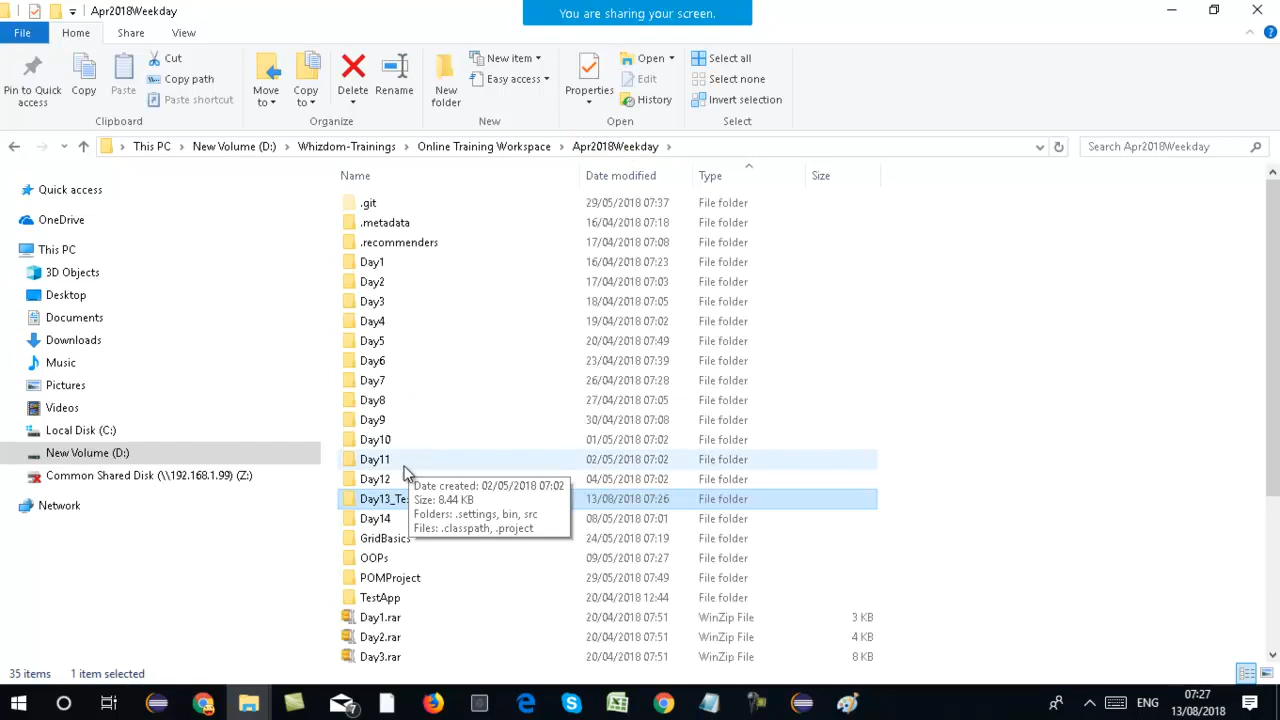 Apr2018Weekday
You are sharing your screen.
File Home Share View
Pin to Quick access
Copy
Paste
Cut
Copy path
Paste shortcut
Clipboard
Move to
Copy to
Delete
Rename
Organize
New folder
New item
Easy access
New
Properties
Open
Edit
History
Open
Select all
Select none
Invert selection
Select
This PC New Volume (D:) Whizdom-Trainings Online Training Workspace Apr2018Weekday
Search Apr2018Weekday
Quick access
OneDrive
This PC
3D Objects
Desktop
Documents
Downloads
Music
Pictures
Videos
Local Disk (C:)
New Volume (D:)
Common Shared Disk (\\192.168.1.99) (Z:)
Network
Name Date modified Type Size
.git 29/05/2018 07:37 File folder
.metadata 16/04/2018 07:18 File folder
.recommenders 17/04/2018 07:08 File folder
Day1 16/04/2018 07:23 File folder
Day2 17/04/2018 07:03 File folder
Day3 18/04/2018 07:05 File folder
Day4 19/04/2018 07:02 File folder
Day5 20/04/2018 07:49 File folder
Day6 23/04/2018 07:39 File folder
Day7 26/04/2018 07:28 File folder
Day8 27/04/2018 07:05 File folder
Day9 30/04/2018 07:08 File folder
Day10 01/05/2018 07:02 File folder
Day11 02/05/2018 07:02 File folder
Day12 04/05/2018 07:02 File folder
Day13_Te 13/08/2018 07:26 File folder
Day14 08/05/2018 07:01 File folder
GridBasics 24/05/2018 07:19 File folder
OOPs 09/05/2018 07:49 File folder
POMProject 29/05/2018 07:49 File folder
TestApp 20/04/2018 12:44 File folder
Day1.rar 20/04/2018 07:51 WinZip File 3 KB
Day2.rar 20/04/2018 07:51 WinZip File 4 KB
Day3.rar 20/04/2018 07:51 WinZip File 8 KB
Date created: 02/05/2018 07:02
Size: 8.44 KB
Folders: .settings, bin, src
Files: .classpath, .project
35 items 1 item selected
7
ENG
07:27
13/08/2018